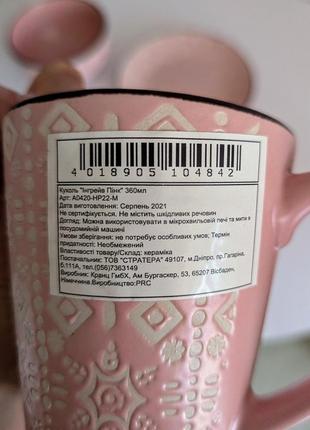 4 018905 104842
Кухоль "Інгрейв Пінк" 360мл
Арт: A0420-HP22-M
Дата виготовлення: Серпень 2021
Не сертифікується. Не містить шкідливих речовин
Догляд: Можна використовувати в мікрохвильовій печі та мити в
посудомийній машині
Умови зберігання: не потребує особливих умов; Термін
придатності: Необмежений
Властивості товару/Склад: кераміка
Постачальник: ТОВ "СТРАТЕРА" 49107, м.Дніпро, пр.Гагаріна,
б.111А, тел.(056)7363149
Виробник: Кранц ГмбХ, Ам Бургаскер, 53, 65207 Вісбаден,
Німеччина.Виробництво:PRC